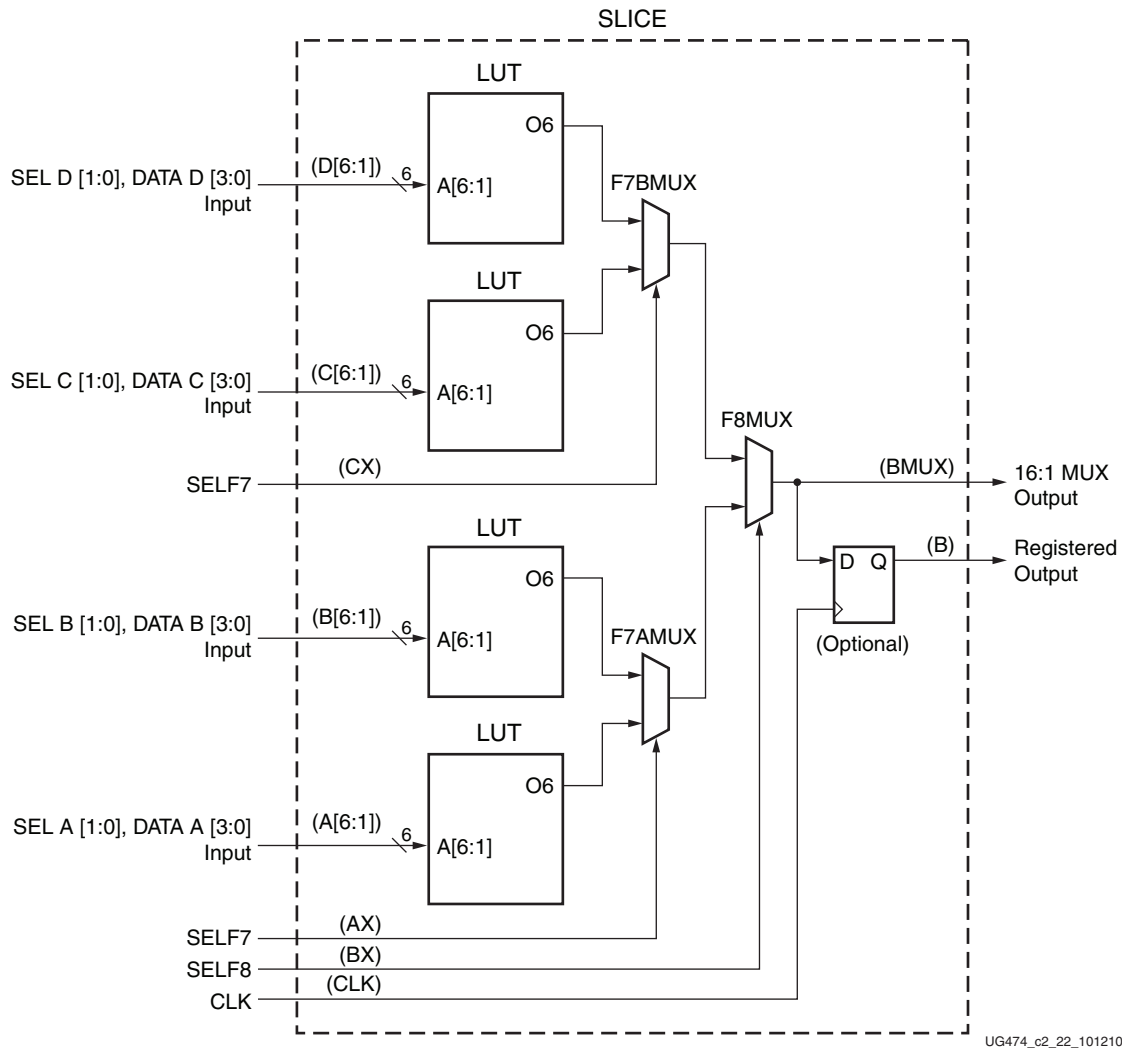 SLICE
LUT
O6
(D[6:1])
6
SEL D [1:0], DATA D [3:0]
Input
A[6:1]
F7BMUX
LUT
O6
(C[6:1])
6
SEL C [1:0], DATA C [3:0]
Input
A[6:1]
F8MUX
(CX)
SELF7
(BMUX)
16:1 MUX
Output
LUT
O6
(B)
Registered
Output
D Q
(Optional)
(B[6:1])
6
SEL B [1:0], DATA B [3:0]
Input
A[6:1]
F7AMUX
LUT
O6
(A[6:1])
6
SEL A [1:0], DATA A [3:0]
Input
A[6:1]
(AX)
SELF7
(BX)
SELF8
(CLK)
CLK
UG474_c2_22_101210